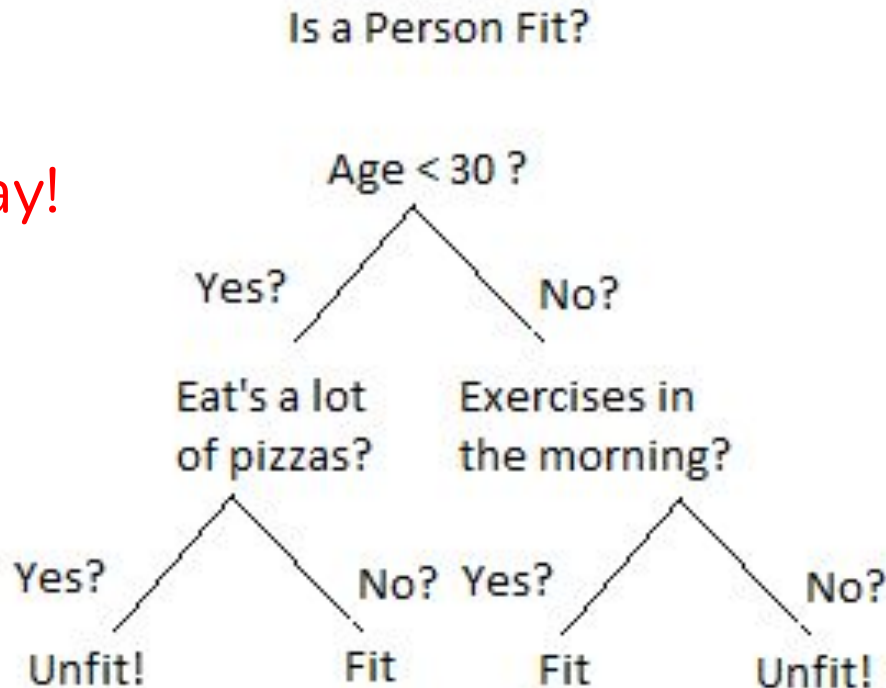 Is a Person Fit?
Age < 30 ?
ay!
Yes?
No?
Eat's a lot
of pizzas?
Exercises in
the morning?
Yes?
No?
Yes?
No?
Unfit!
Fit
Fit
Unfit!